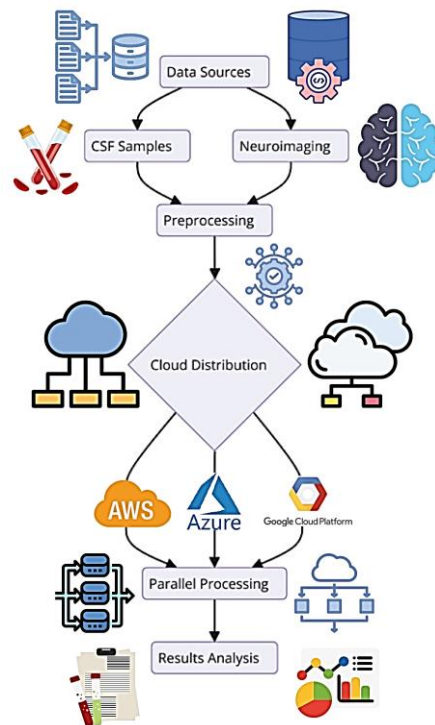 Data Sources
CSF Samples
Neuroimaging
Preprocessing
Cloud Distribution
AWS
Azure
Google Cloud Platform
Parallel Processing
Results Analysis